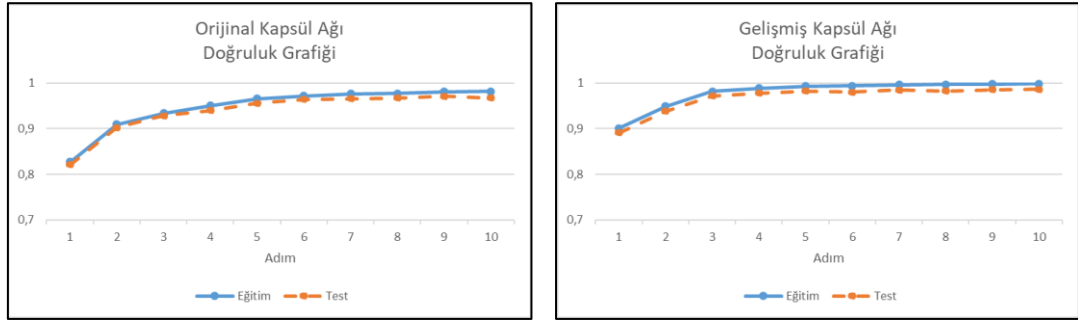 Orijinal Kapsül Ağı
Doğruluk Grafiği
1
0,9
0,8
0,7
1 2 3 4 5 6 7 8 9 10
Adım
Eğitim Test
Gelişmiş Kapsül Ağı
Doğruluk Grafiği
1
0,9
0,8
0,7
1 2 3 4 5 6 7 8 9 10
Adım
Eğitim Test